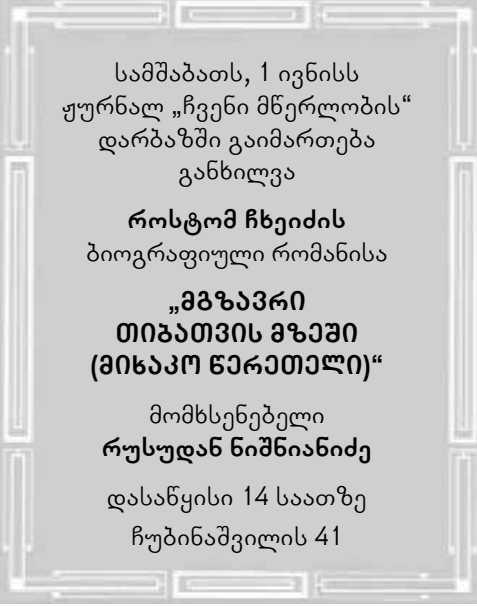 სამშაბათს, 1 ივნისს
ჟურნალ „ჩვენი მწერლობის“
დარბაზში გაიმართება
განხილვა
როსტომ ჩხეიძის
ბიოგრაფიული რომანისა
„მგზავრი
თიბათვის მზეში
(მიხაკო წერეთელი)“
მომხსენებელი
რუსუდან ნიშნიანიძე
დასაწყისი 14 საათზე
ჩუბინაშვილის 41